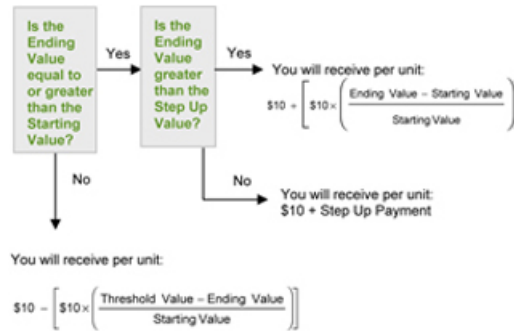 Is the
Ending
Value
equal to
or greater
than the
Starting
Value?
Yes
Is the
Ending
Value
greater
than the
Step Up
Value?
Yes
You will receive per unit:
$10 + [ $10 × ( Ending Value – Starting Value
Starting Value )
No
You will receive per unit:
$10 + Step Up Payment
No
You will receive per unit:
$10 – [ $10 × ( Threshold Value – Ending Value
Starting Value ) ]